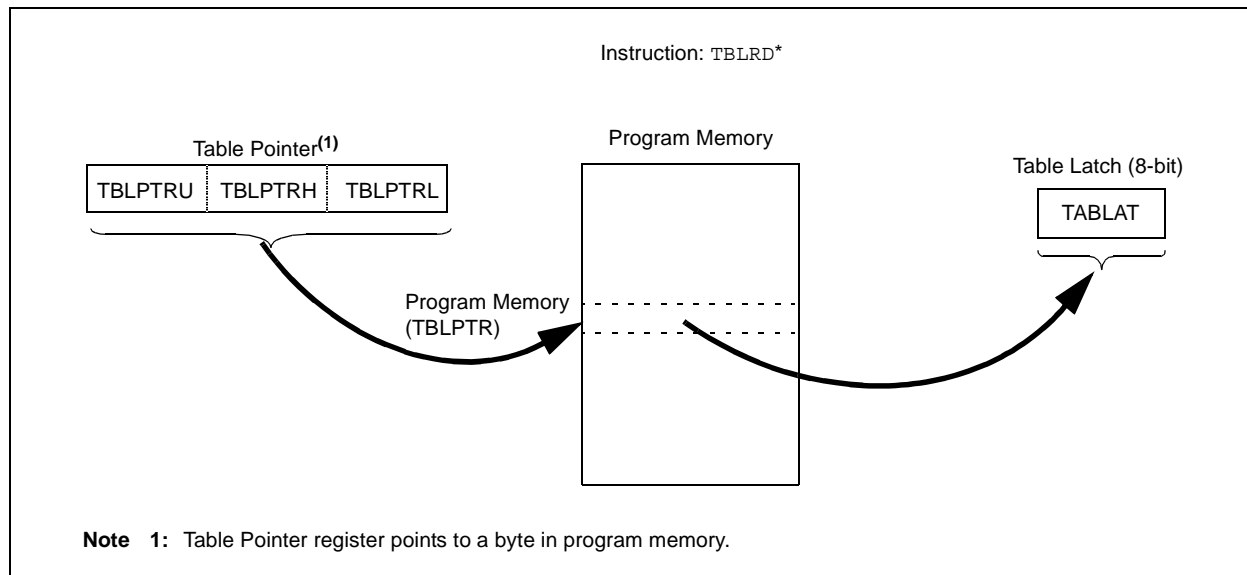 Instruction: TBLRD*
Table Pointer(1)
Program Memory
Table Latch (8-bit)
TBLPTRU TBLPTRH TBLPTRL
TABLAT
Program Memory
(TBLPTR)
Note 1: Table Pointer register points to a byte in program memory.